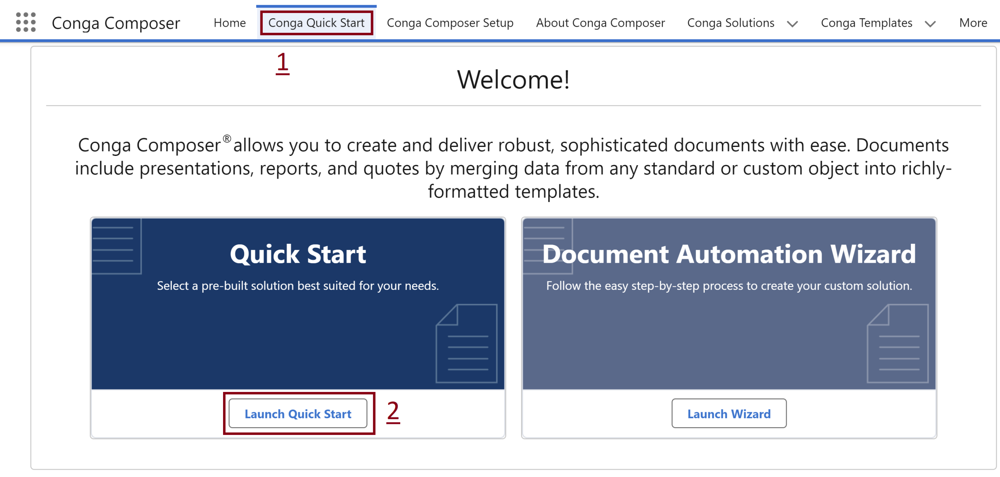 Conga Composer Home Conga Quick Start Conga Composer Setup About Conga Composer Conga Solutions Conga Templates More
1
Welcome!
Conga Composer® allows you to create and deliver robust, sophisticated documents with ease. Documents
include presentations, reports, and quotes by merging data from any standard or custom object into richly-
formatted templates.
Quick Start
Select a pre-built solution best suited for your needs.
Launch Quick Start
2
Document Automation Wizard
Follow the easy step-by-step process to create your custom solution.
Launch Wizard